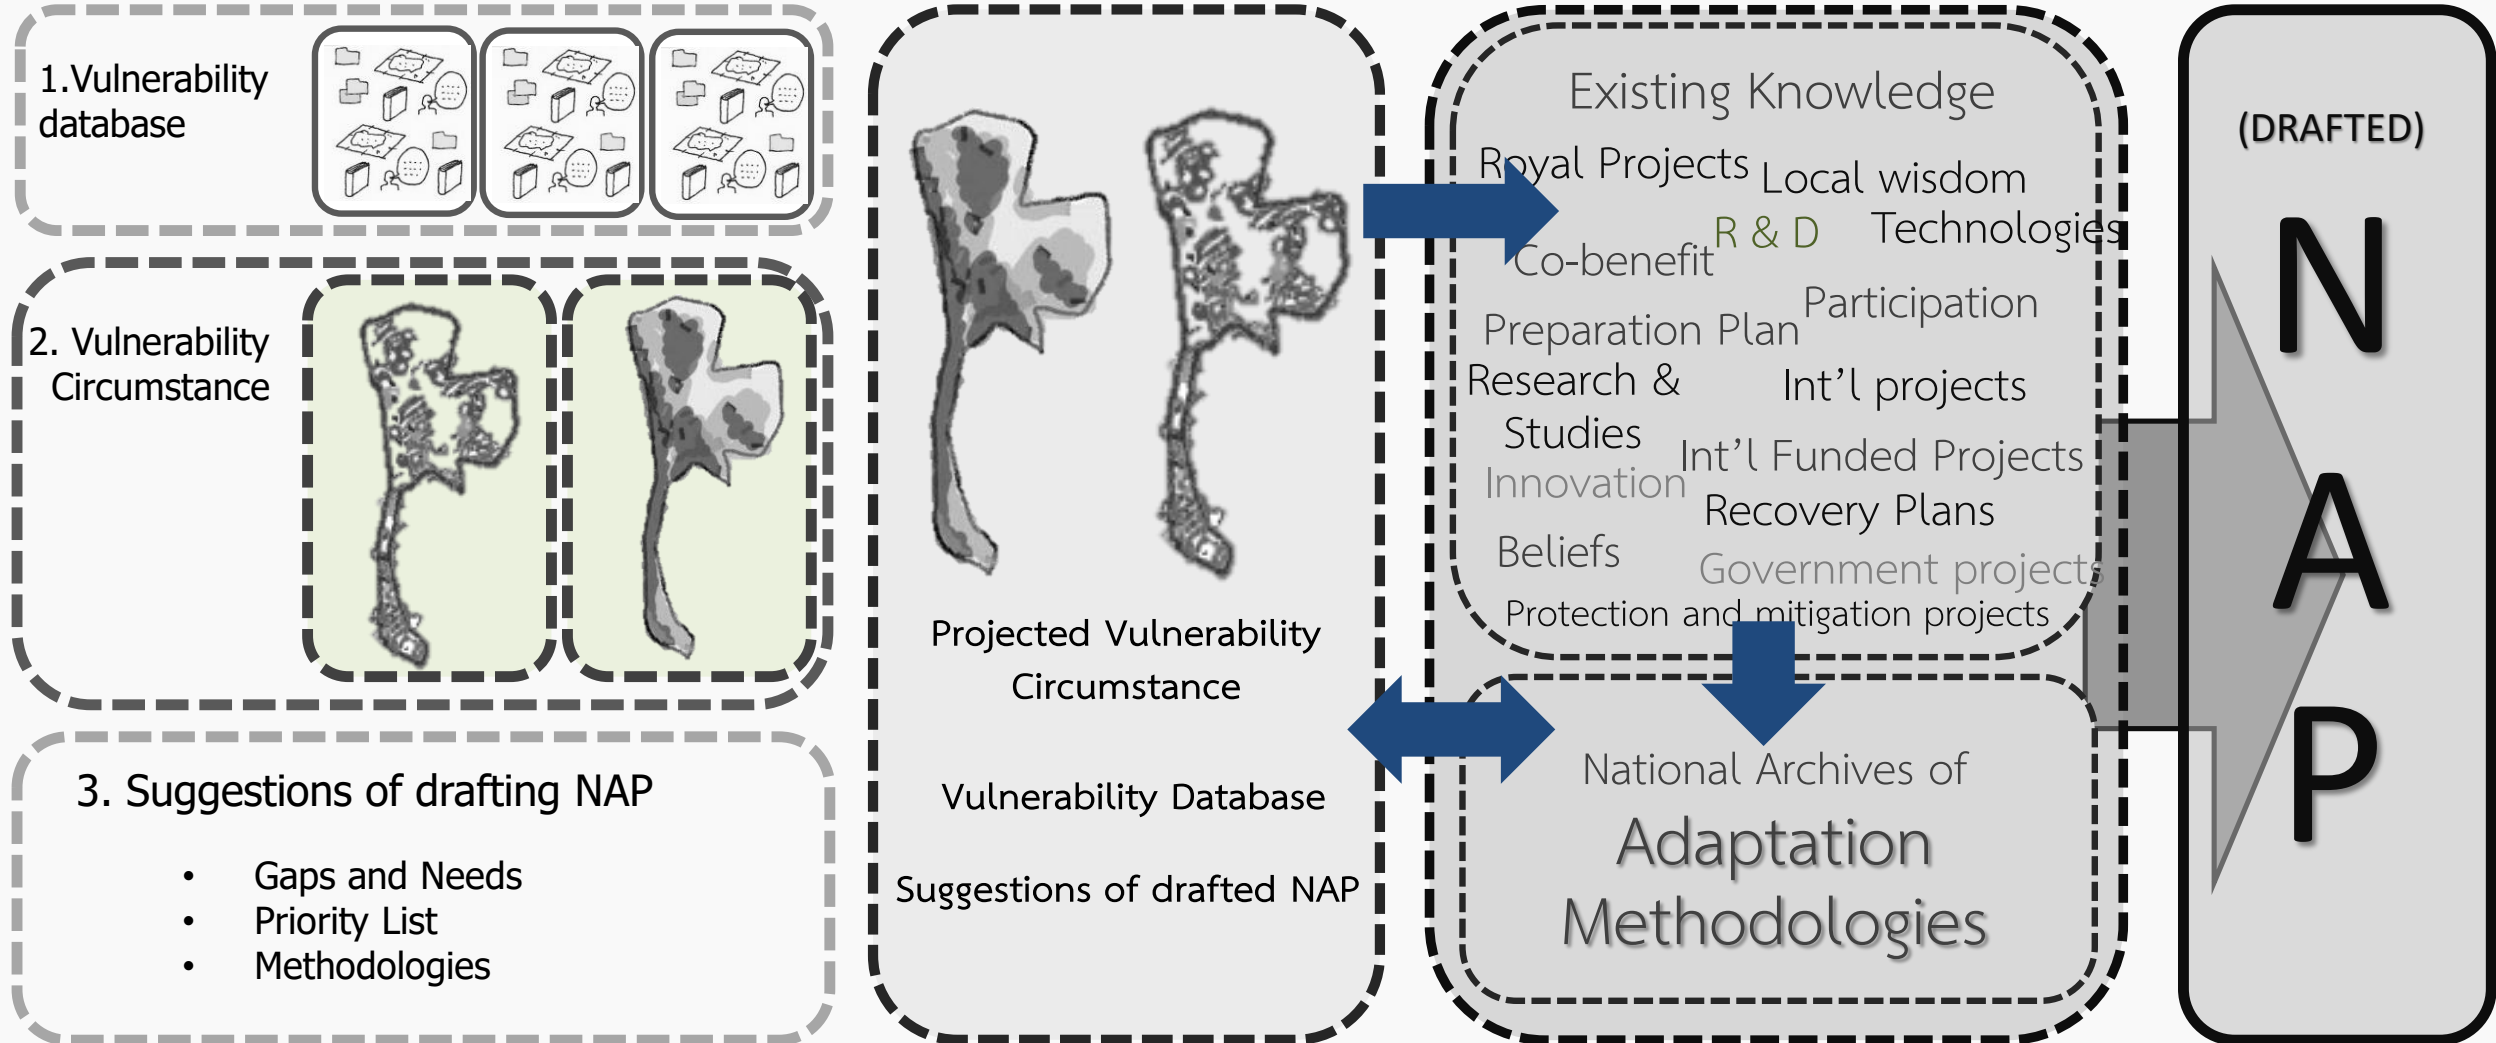 1.Vulnerability
database
2. Vulnerability
Circumstance
3. Suggestions of drafting NAP
• Gaps and Needs
• Priority List
• Methodologies
Projected Vulnerability
Circumstance
Vulnerability Database
Suggestions of drafted NAP
Existing Knowledge
Royal Projects
Local wisdom
R & D
Technologies
Co-benefit
Participation
Preparation Plan
Research &
Studies
Int'l projects
Int'l Funded Projects
Innovation
Recovery Plans
Beliefs
Government projects
Protection and mitigation projects
National Archives of
Adaptation
Methodologies
(DRAFTED)
N
A
P